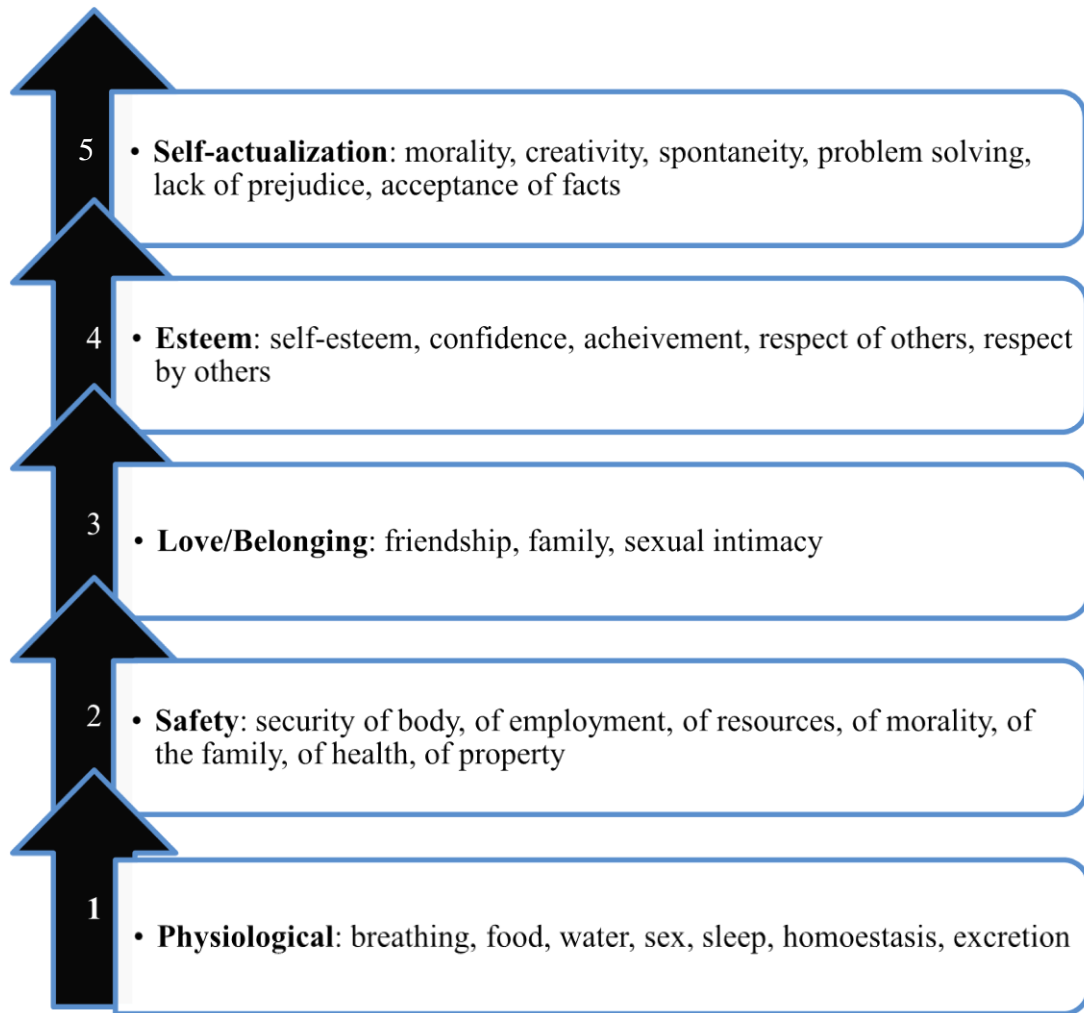 5
• Self-actualization: morality, creativity, spontaneity, problem solving,
lack of prejudice, acceptance of facts
4
• Esteem: self-esteem, confidence, acheivement, respect of others, respect
by others
3
• Love/Belonging: friendship, family, sexual intimacy
2
• Safety: security of body, of employment, of resources, of morality, of
the family, of health, of property
1
• Physiological: breathing, food, water, sex, sleep, homoestasis, excretion